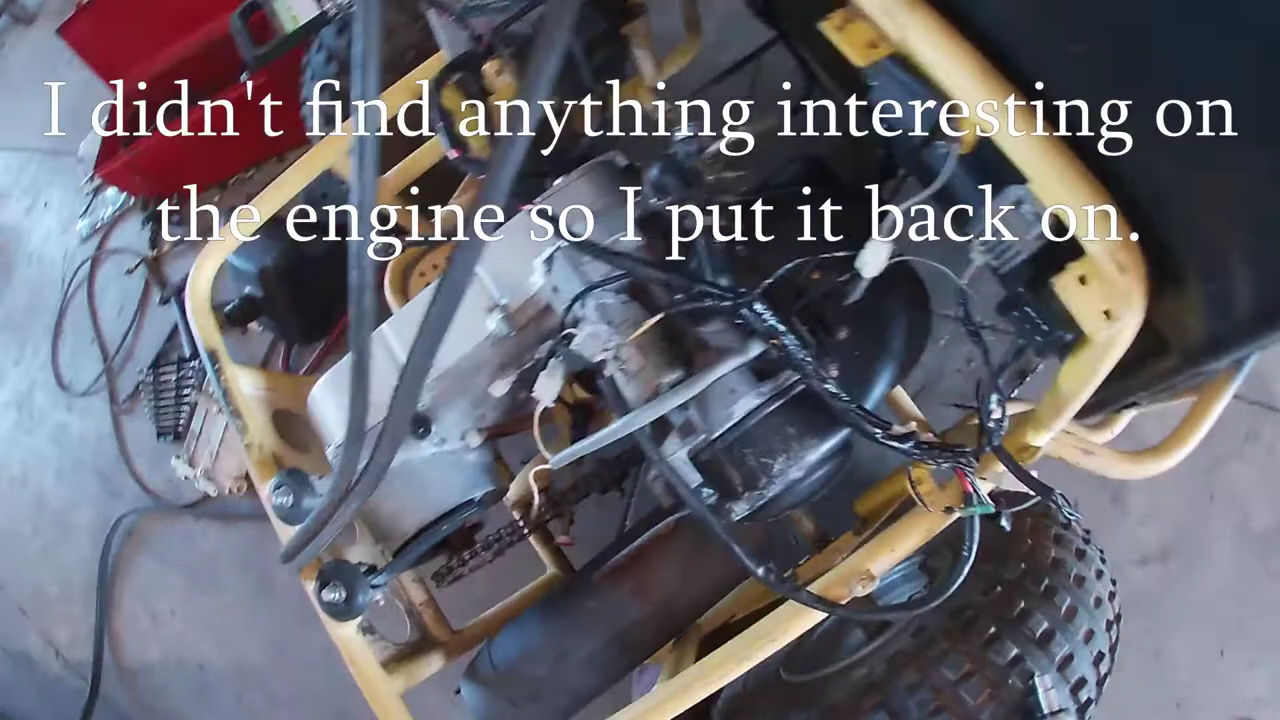 I didn't find anything interesting on
the engine so I put it back on.